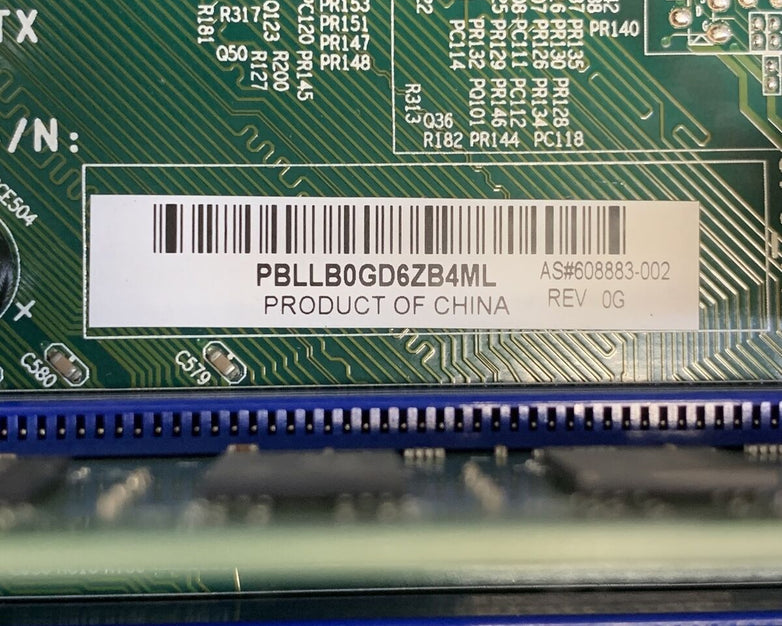 TX
R181
R317
Q50
Q123
R127
R200
PC120
PR145
PR153
PR151
PR147
PR148
PC114
PR132
PQ101
PR129
PR146
PC111
PC112
PR126
PR134
PR130
PR128
PR135
PR140
R313
Q36
R182 PR144 PC118
/N:
CE504
+
PBLLB0GD6ZB4ML
AS#608883-002
PRODUCT OF CHINA
REV 0G
C580
C579